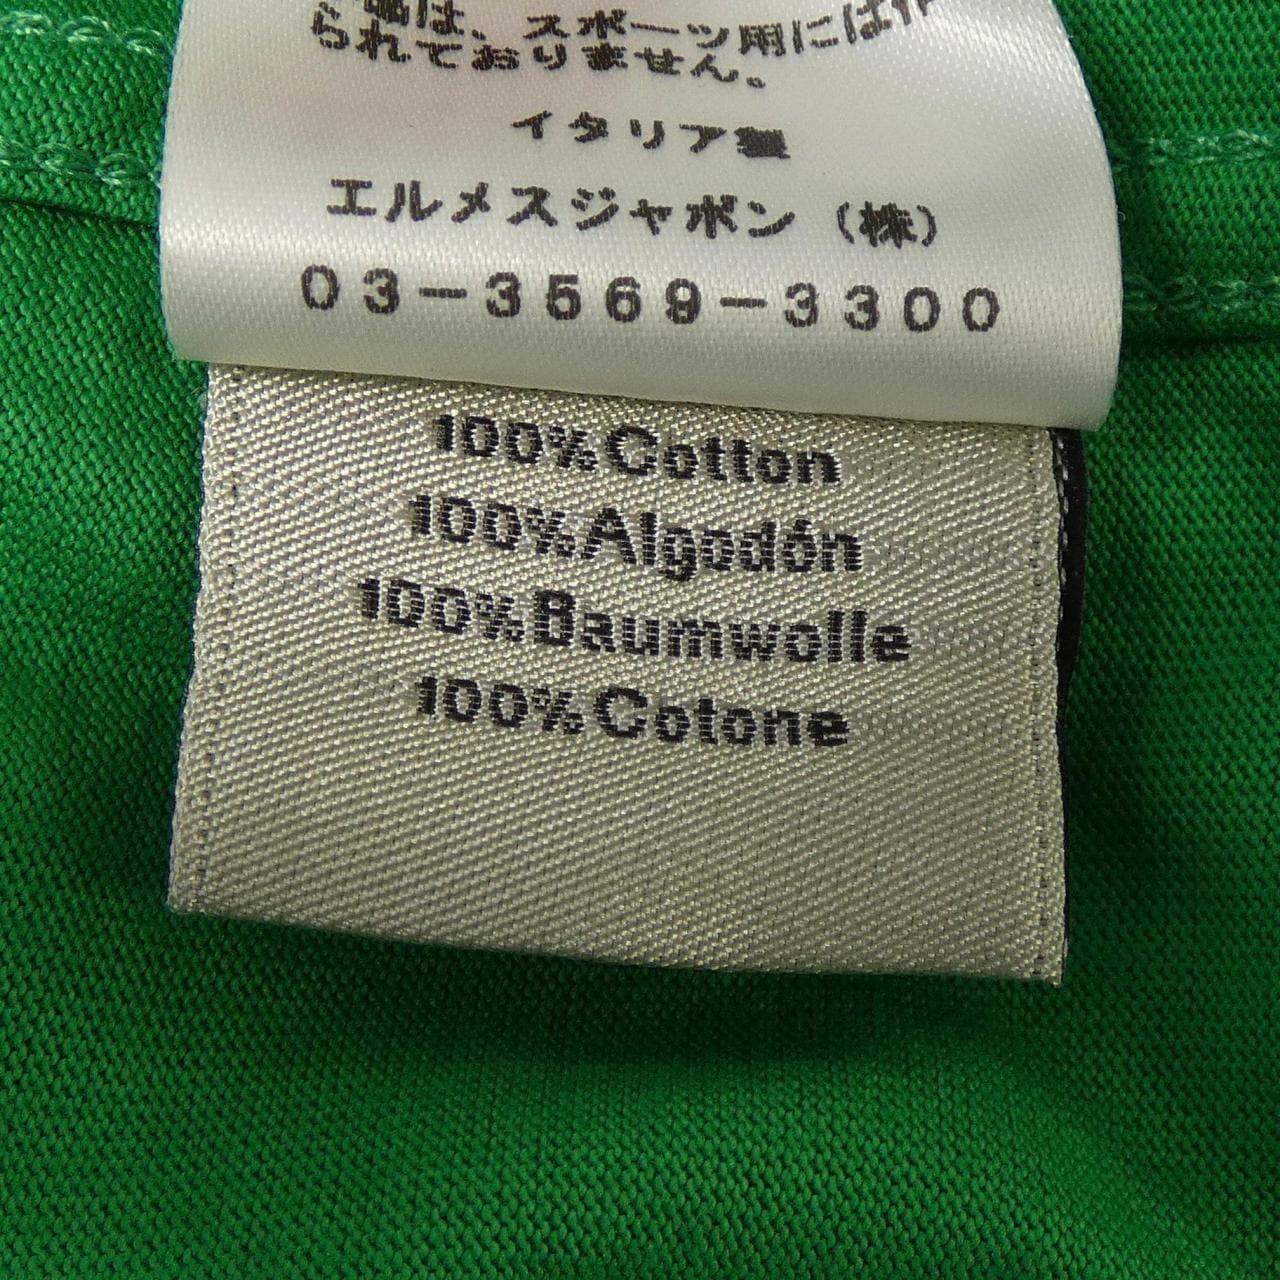 品は、スポーツ用には作
られておりません。
イタリア製
エルメスジャポン（株）
03-3569-3300
100%Cotton
100%Algodón
100%Baumwolle
100%Cotone